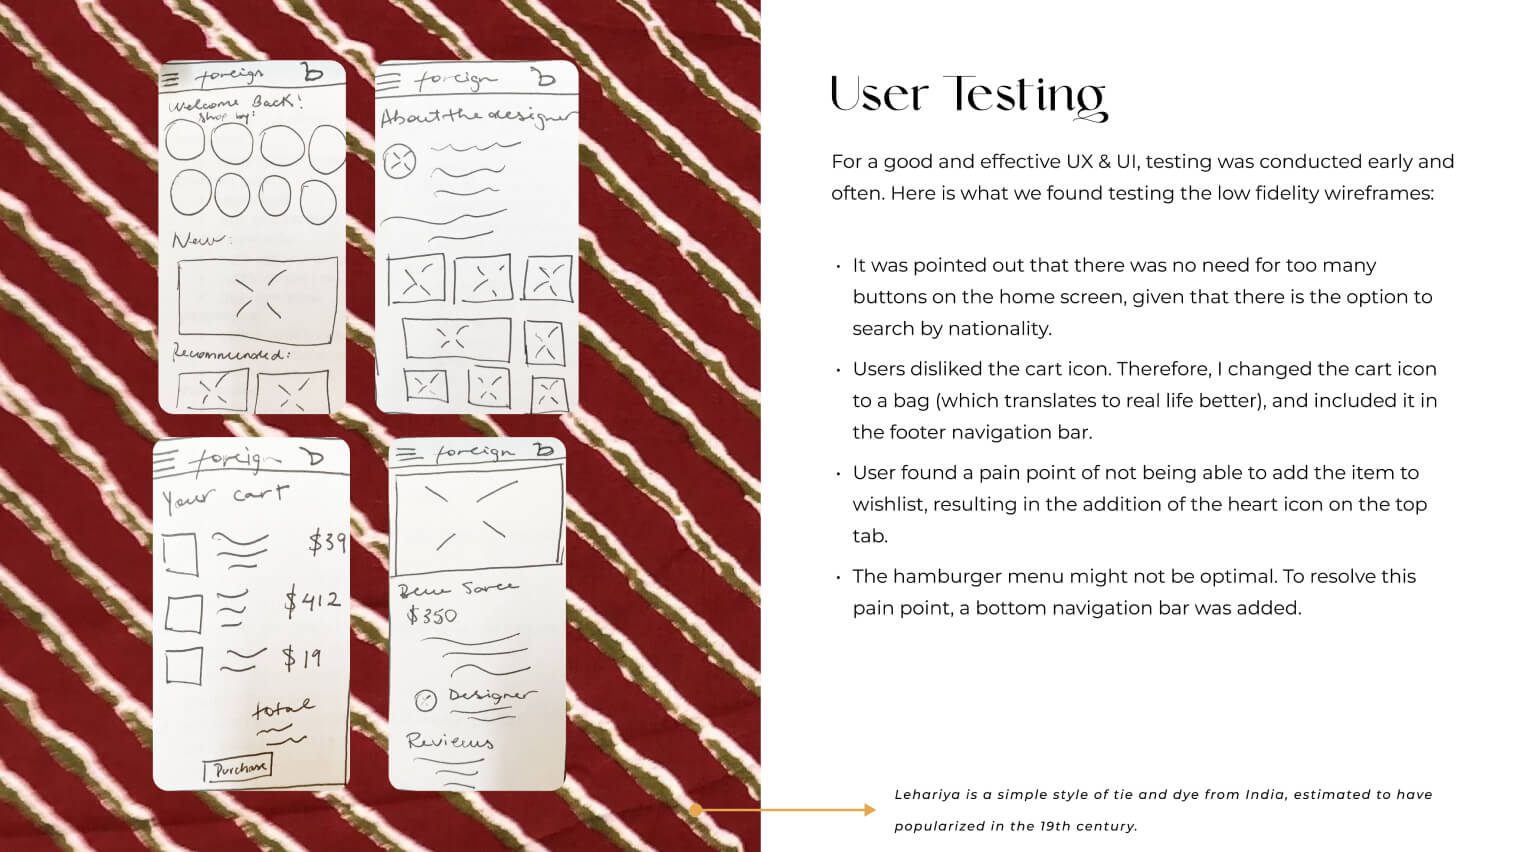 foreign
Welcome Back!
Shop by:
New:
Recommended:
foreign
About the designer
foreign
Your cart
$39
$412
$19
total
Purchase
foreign
$350
Designer
Reviews
User Testing
For a good and effective UX & UI, testing was conducted early and
often. Here is what we found testing the low fidelity wireframes:
• It was pointed out that there was no need for too many
buttons on the home screen, given that there is the option to
search by nationality.
• Users disliked the cart icon. Therefore, I changed the cart icon
to a bag (which translates to real life better), and included it in
the footer navigation bar.
• User found a pain point of not being able to add the item to
wishlist, resulting in the addition of the heart icon on the top
tab.
• The hamburger menu might not be optimal. To resolve this
pain point, a bottom navigation bar was added.
Lehariya is a simple style of tie and dye from India, estimated to have
popularized in the 19th century.